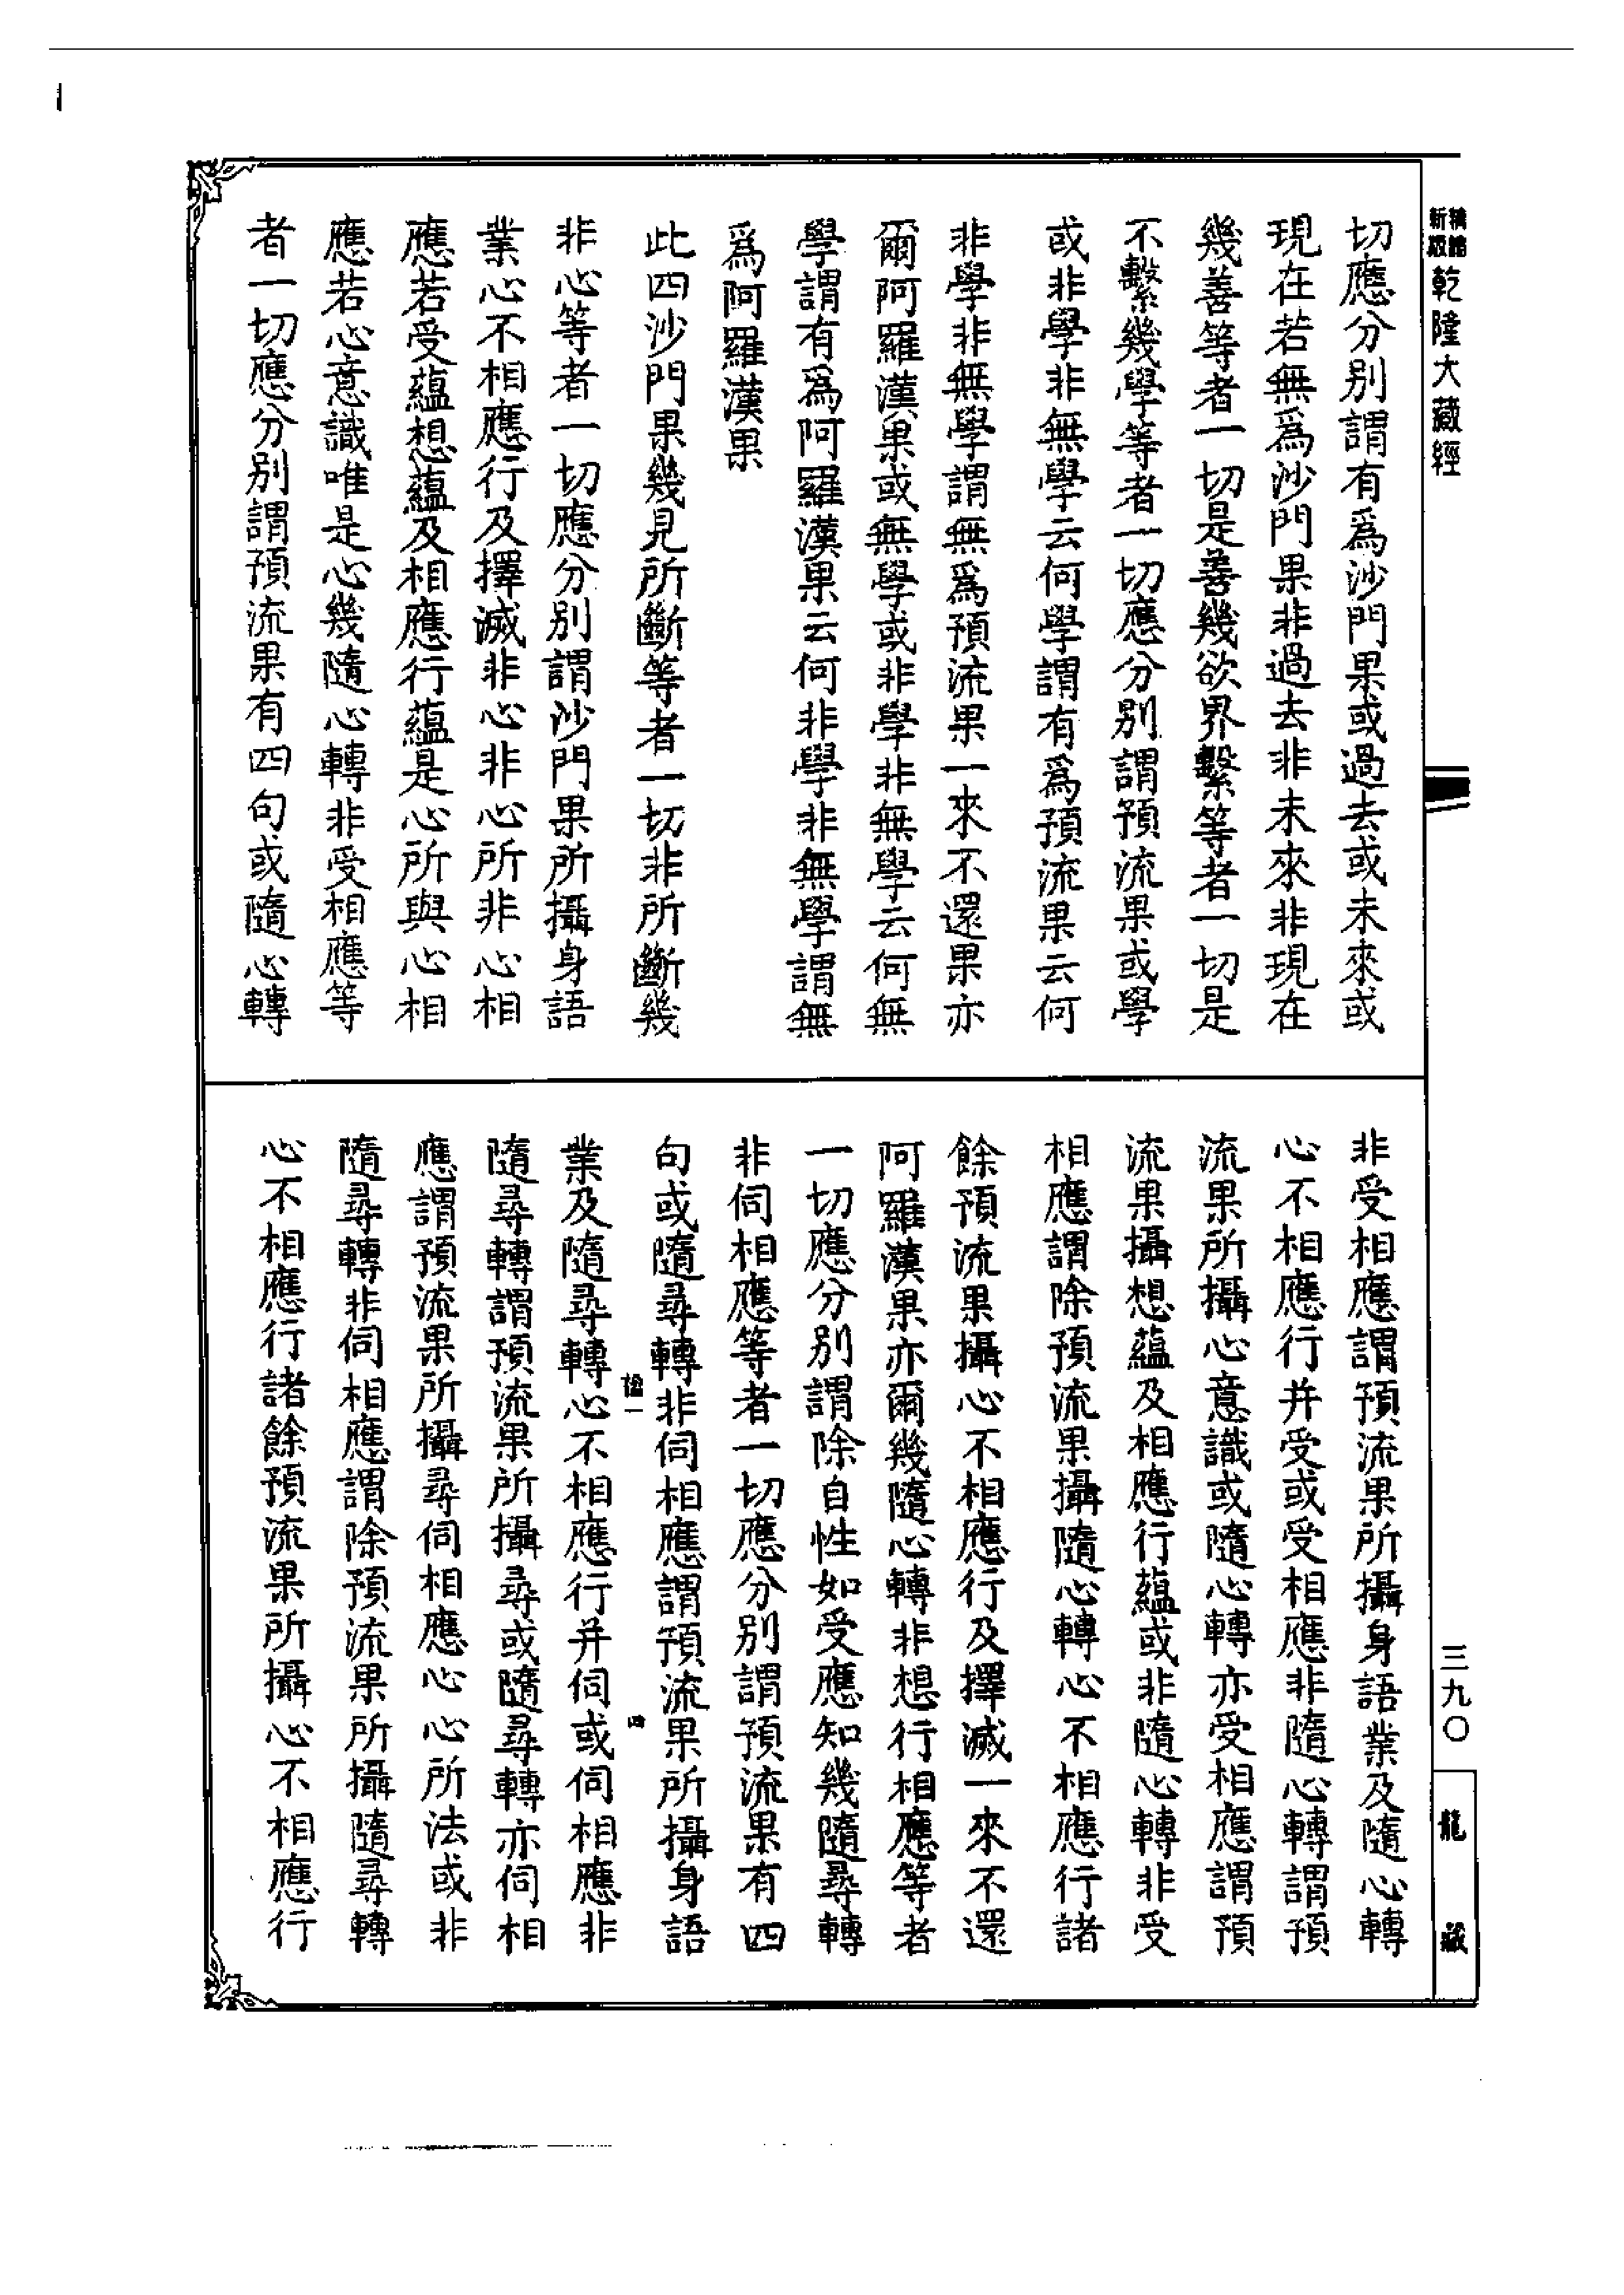 新編縮版乾隆大藏經
切應分別謂有爲沙門果或過去或未來或
現在若無爲沙門果非過去非未來非現在
幾善等者一切是善幾欲界繫等者一切是
不繫幾學等者一切應分別謂預流果或學
或非學非無學云何學謂有爲預流果云何
非學非無學謂無爲預流果一來不還果亦
爾阿羅漢果或無學或非學非無學云何無
學謂有爲阿羅漢果云何非學非無學謂無
爲阿羅漢果
此四沙門果幾見所斷等者一切非所斷幾
非心等者一切應分別謂沙門果所攝身語
業心不相應行及擇滅非心非心所非心相
應若受蘊想蘊及相應行蘊是心所與心相
應若心意識唯是心幾隨心轉非受相應等
者一切應分別謂預流果有四句或隨心轉
非受相應謂預流果所攝身語業及隨心轉
心不相應行并受或受相應非隨心轉謂預
流果所攝心意識或隨心轉亦受相應謂預
流果攝想蘊及相應行蘊或非隨心轉非受
相應謂除預流果攝隨心轉心不相應行諸
餘預流果攝心不相應行及擇滅一來不還
阿羅漢果亦爾幾隨心轉非想行相應等者
一切應分別謂除自性如受應知幾隨尋轉
非伺相應等者一切應分別謂預流果有四
句或隨尋轉非伺相應謂預流果所攝身語
業及隨尋轉心不相應行并伺或伺相應非
隨尋轉謂預流果所攝尋或隨尋轉亦伺相
應謂預流果所攝尋伺相應心心所法或非
隨尋轉非伺相應謂除預流果所攝隨尋轉
心不相應行諸餘預流果所攝心不相應行
三九〇
龍藏